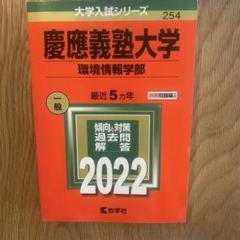 大学入試シリーズ
254
慶應義塾大学
環境情報学部
一般
最近5カ年
傾向と対策
過去問
解答
2022
教学社